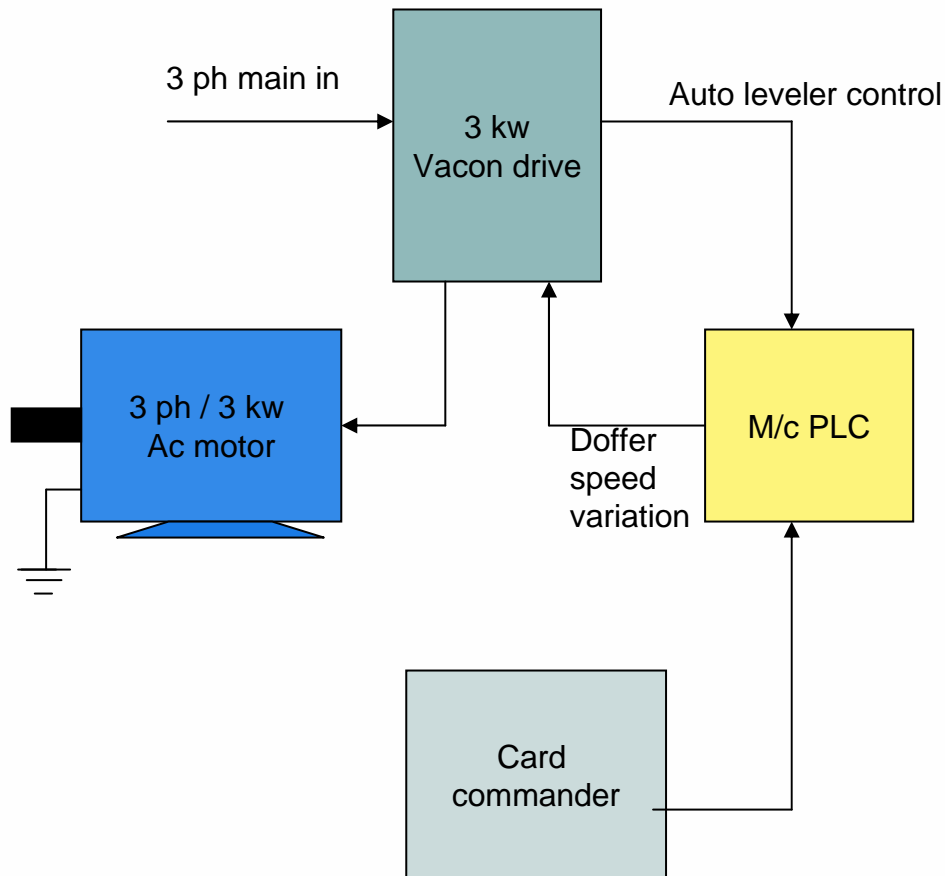 3 ph main in
Auto leveler control
3 kw
Vacon drive
3 ph / 3 kw
Ac motor
M/c PLC
Doffer
speed
variation
Card
commander